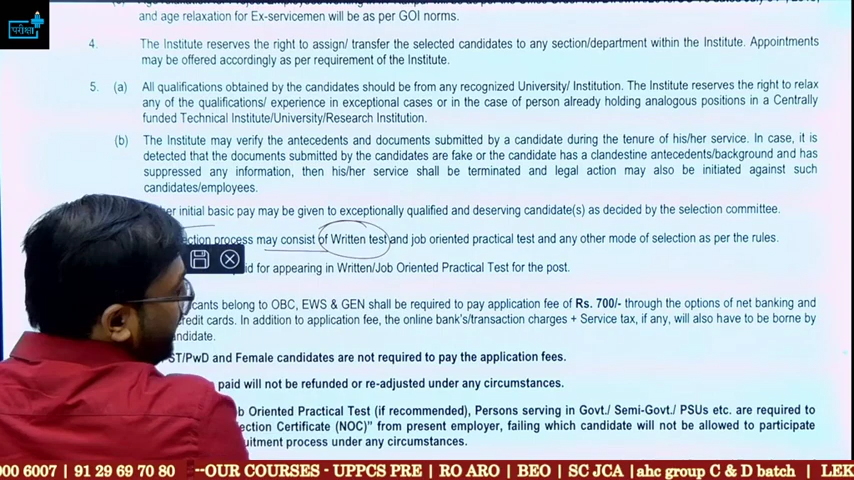 परीक्षा
and age relaxation for Ex-servicemen will be as per GOI norms.
4. The Institute reserves the right to assign/ transfer the selected candidates to any section/department within the Institute. Appointments
may be offered accordingly as per requirement of the Institute.
5. (a) All qualifications obtained by the candidates should be from any recognized University/ Institution. The Institute reserves the right to relax
any of the qualifications/ experience in exceptional cases or in the case of person already holding analogous positions in a Centrally
funded Technical Institute/University/Research Institution.
(b) The Institute may verify the antecedents and documents submitted by a candidate during the tenure of his/her service. In case, it is
detected that the documents submitted by the candidates are fake or the candidate has a clandestine antecedents/background and has
suppressed any information, then his/her service shall be terminated and legal action may also be initiated against such
candidates/employees.
her initial basic pay may be given to exceptionally qualified and deserving candidate(s) as decided by the selection committee.
ection process may consist of Written test and job oriented practical test and any other mode of selection as per the rules.
id for appearing in Written/Job Oriented Practical Test for the post.
cants belong to OBC, EWS & GEN shall be required to pay application fee of Rs. 700/- through the options of net banking and
redit cards. In addition to application fee, the online bank's/transaction charges + Service tax, if any, will also have to be borne by
andidate.
ST/PwD and Female candidates are not required to pay the application fees.
paid will not be refunded or re-adjusted under any circumstances.
b Oriented Practical Test (if recommended), Persons serving in Govt./ Semi-Govt./ PSUs etc. are required to
ection Certificate (NOC)" from present employer, failing which candidate will not be allowed to participate
uitment process under any circumstances.
000 6007 | 91 29 69 70 80 --OUR COURSES - UPPCS PRE | RO ARO | BEO | SC JCA |ahc group C & D batch | LEK